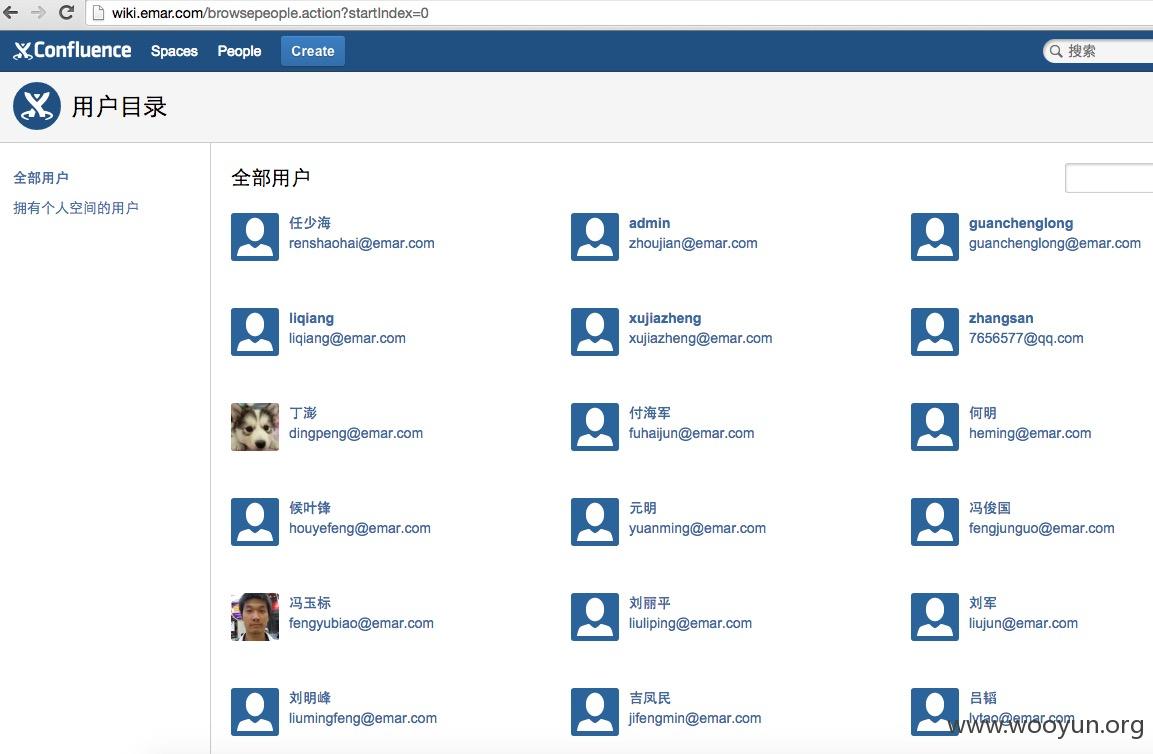 wiki.emar.com/browsepeople.action?startIndex=0
Confluence Spaces People Create 搜索
用户目录
全部用户
拥有个人空间的用户
全部用户
任少海 admin guanchenglong
renshaohai@emar.com zhoujian@emar.com guanchenglong@emar.com
liqiang xujiazheng zhangsan
liqiang@emar.com xujiazheng@emar.com 7656577@qq.com
丁澎 付海军 何明
dingpeng@emar.com fuhaijun@emar.com heming@emar.com
候叶锋 元明 冯俊国
houyefeng@emar.com yuanming@emar.com fengjunguo@emar.com
冯玉标 刘丽平 刘军
fengyubiao@emar.com liuliping@emar.com liujun@emar.com
刘明峰 吉凤民 吕韬
liumingfeng@emar.com jifengmin@emar.com lvtao@emar.com
www.wooyun.org